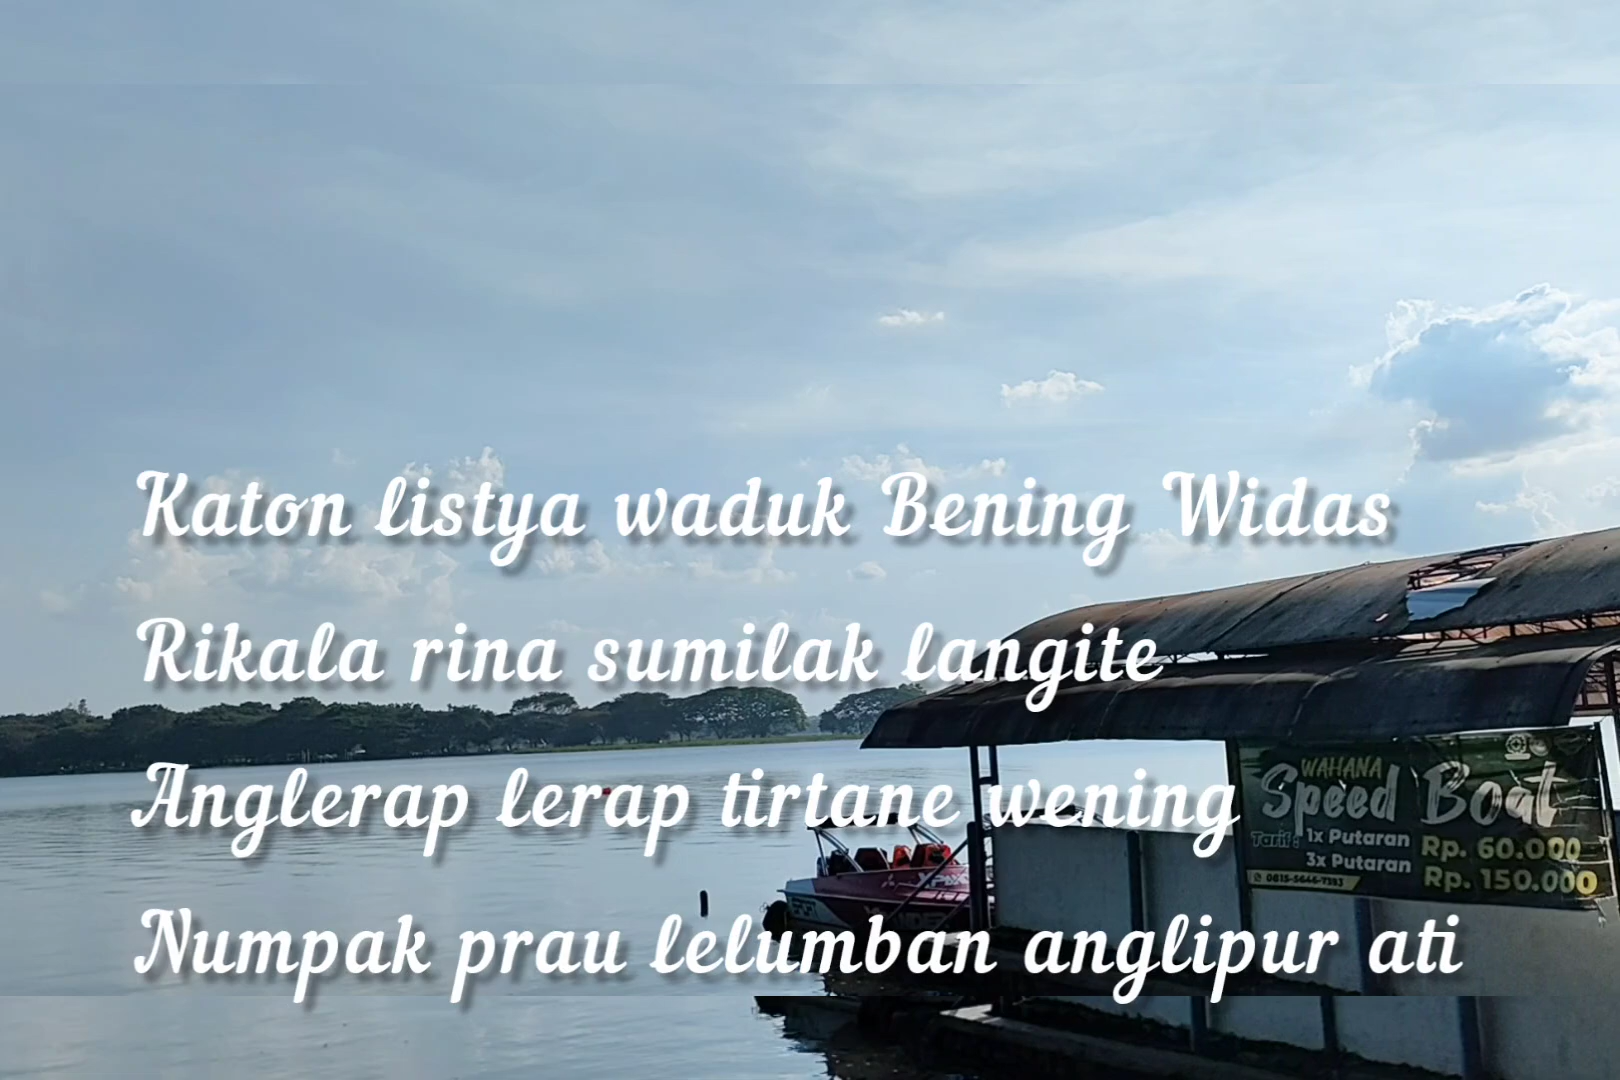 Katon listya waduk Bening Widas
Rikala rina sumilak langite
Anglerap lerap tirtane wening
Numpak prau lelumban anglipur ati
WAHANA
Speed Boat
Tarif :
1x Putaran Rp. 60.000
3x Putaran Rp. 150.000